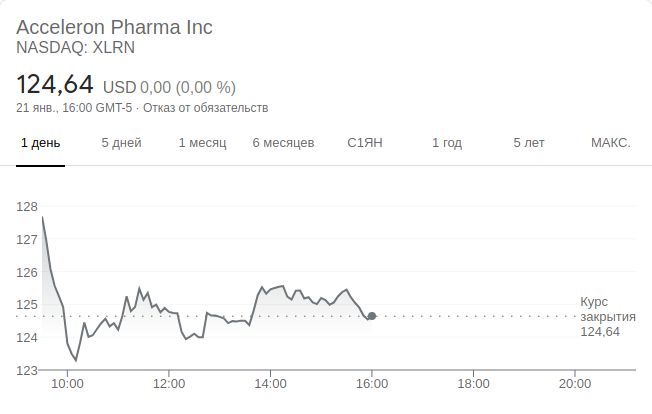 Acceleron Pharma Inc
NASDAQ: XLRN
124,64 USD 0,00 (0,00 %)
21 янв., 16:00 GMT-5 · Отказ от обязательств
1 день 5 дней 1 месяц 6 месяцев С1ЯН 1 год 5 лет МАКС.
128
127
126
125
124
123
Курс
закрытия
124,64
10:00 12:00 14:00 16:00 18:00 20:00